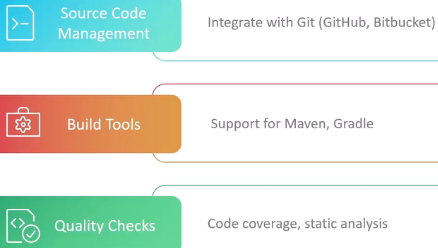 Source Code
Management
Integrate with Git (GitHub, Bitbucket)
Build Tools
Support for Maven, Gradle
Quality Checks
Code coverage, static analysis